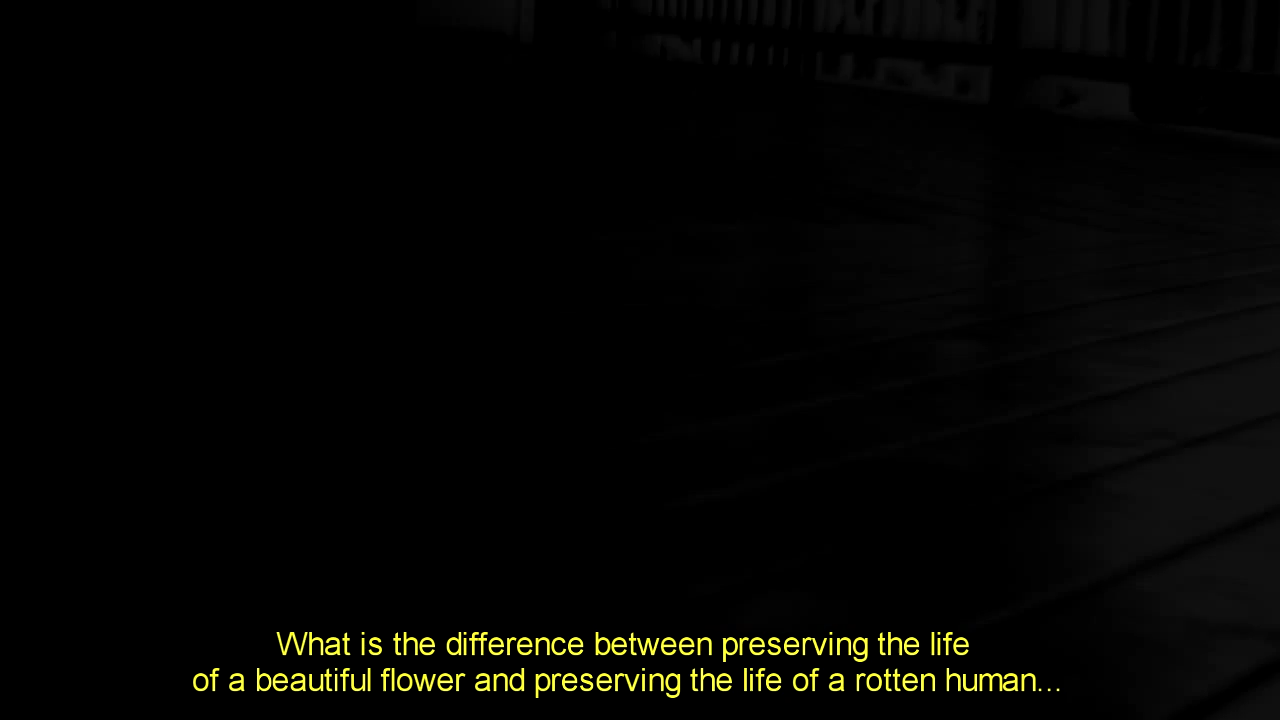 What is the difference between preserving the life
of a beautiful flower and preserving the life of a rotten human...